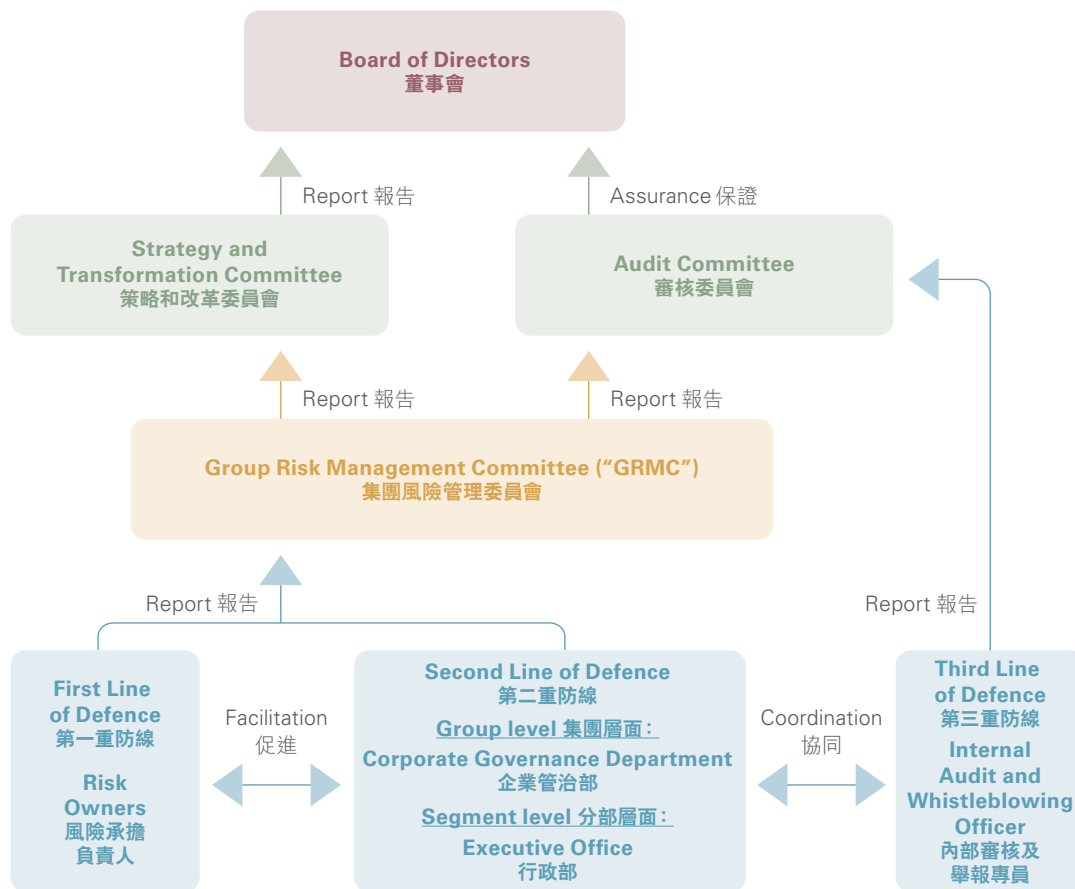 Board of Directors
董事會
Report 報告
Assurance 保證
Strategy and
Transformation Committee
策略和改革委員會
Audit Committee
審核委員會
Report 報告
Report 報告
Group Risk Management Committee (“GRMC”)
集團風險管理委員會
Report 報告
Report 報告
First Line
of Defence
第一重防線
Risk
Owners
風險承擔
負責人
Facilitation
促進
Second Line of Defence
第二重防線
Group level 集團層面：
Corporate Governance Department
企業管治部
Segment level 分部層面：
Executive Office
行政部
Coordination
協同
Third Line
of Defence
第三重防線
Internal
Audit and
Whistleblowing
Officer
內部審核及
舉報專員